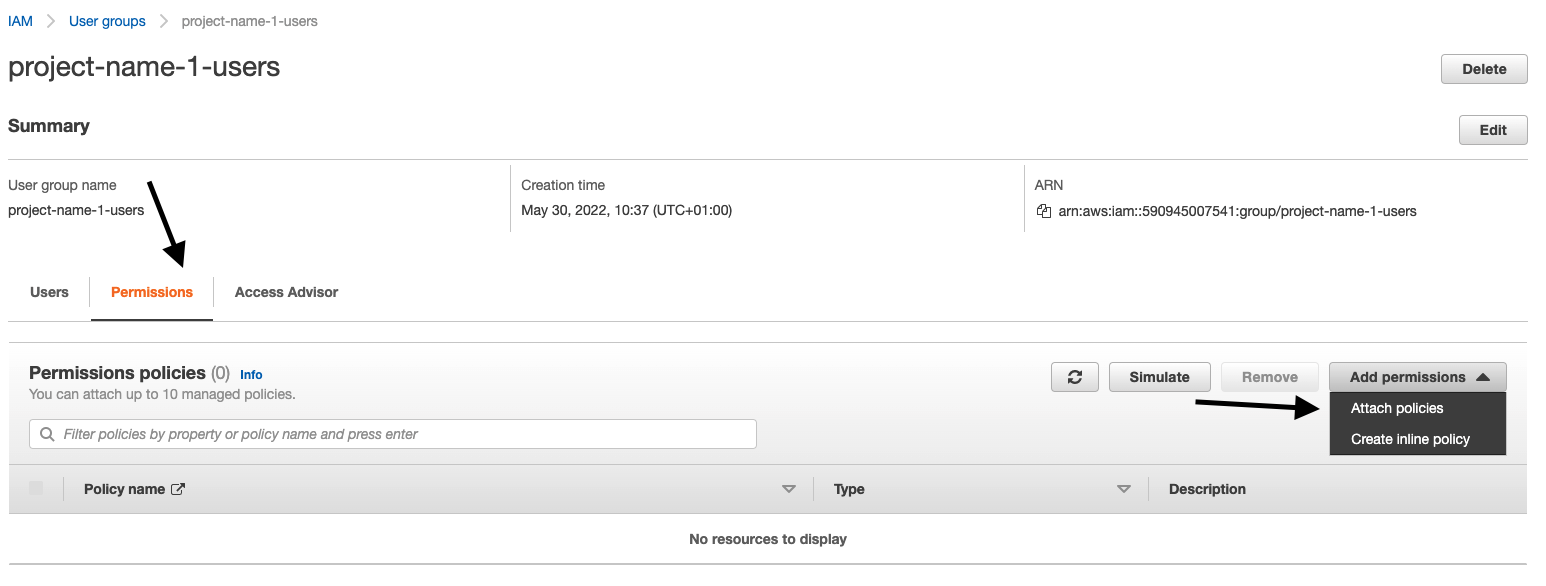 IAM > User groups > project-name-1-users
project-name-1-users
Delete
Summary
Edit
User group name
project-name-1-users
Creation time
May 30, 2022, 10:37 (UTC+01:00)
ARN
arn:aws:iam::590945007541:group/project-name-1-users
Users Permissions Access Advisor
Permissions policies (0) Info
You can attach up to 10 managed policies.
Simulate Remove Add permissions
Attach policies
Create inline policy
Filter policies by property or policy name and press enter
Policy name Type Description
No resources to display